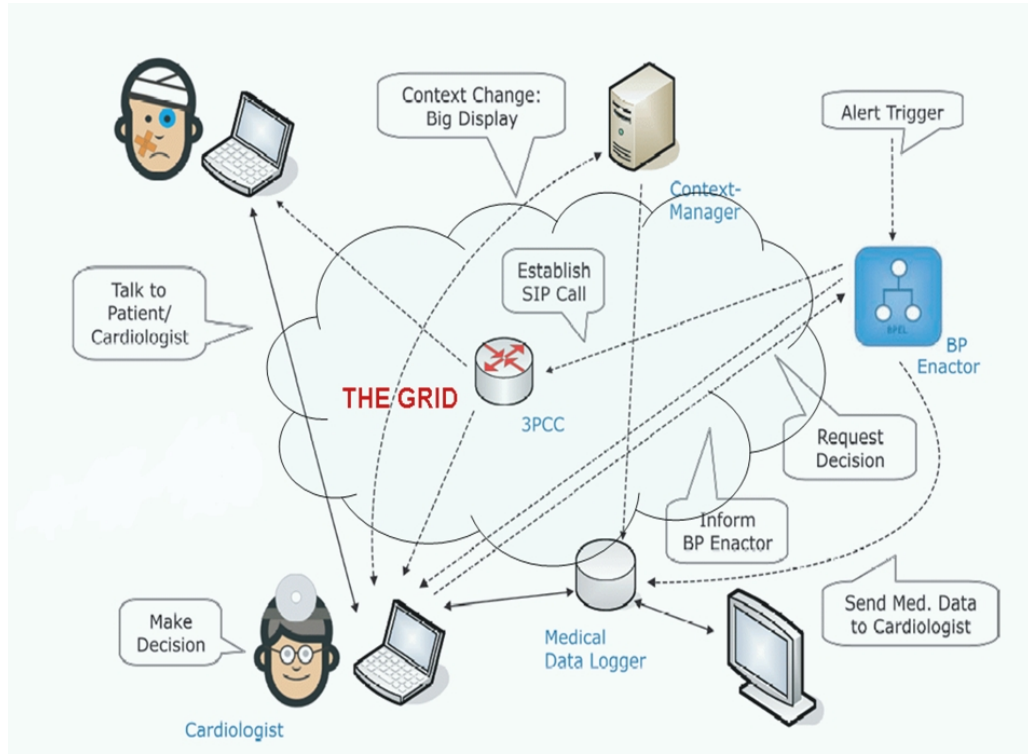 Context Change:
Big Display
Alert Trigger
Context-
Manager
Establish
SIP Call
Talk to
Patient/
Cardiologist
BPEL
BP
Enactor
THE GRID
3PCC
Request
Decision
Inform
BP Enactor
Make
Decision
Send Med. Data
to Cardiologist
Medical
Data Logger
Cardiologist